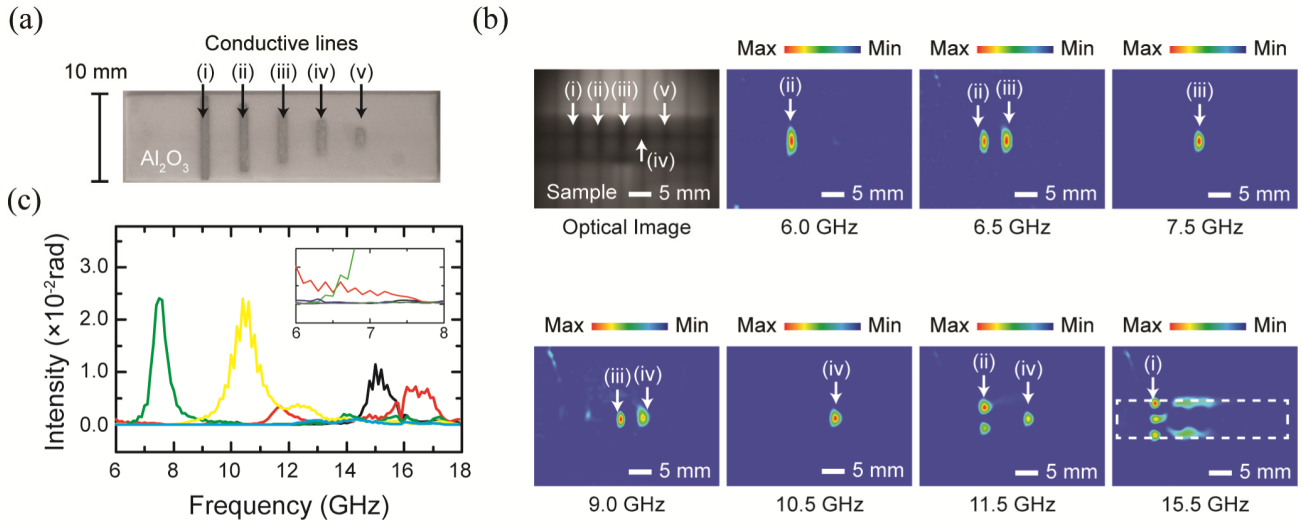 (a)
Conductive lines
10 mm
(i) (ii) (iii) (iv) (v)
Al2O3
(b)
Max Min
Max Min
Max Min
(i) (ii) (iii) (v)
(iv)
Sample 5 mm
Optical Image
(ii)
5 mm
6.0 GHz
(ii) (iii)
5 mm
6.5 GHz
(iii)
5 mm
7.5 GHz
(c)
Intensity (×10⁻²rad)
3.0
2.0
1.0
0.0
6 8 10 12 14 16 18
Frequency (GHz)
6 7 8
Max Min
Max Min
Max Min
Max Min
(iii) (iv)
5 mm
9.0 GHz
(iv)
5 mm
10.5 GHz
(ii) (iv)
5 mm
11.5 GHz
(i)
5 mm
15.5 GHz